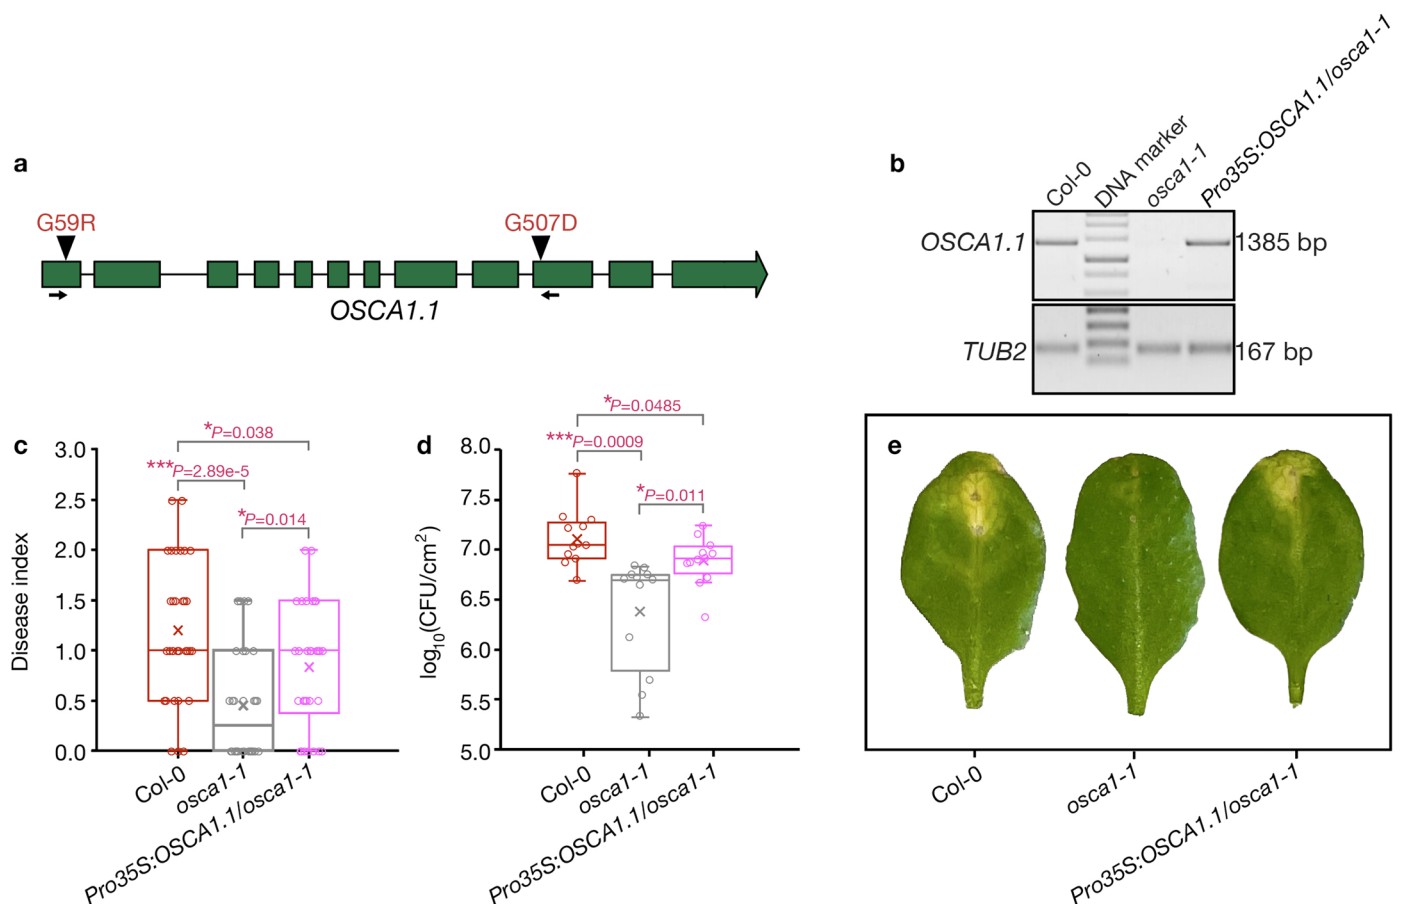 a
G59R
G507D
OSCA1.1
b
Col-0
DNA marker
osca1-1
Pro35S:OSCA1.1/osca1-1
OSCA1.1
1385 bp
TUB2
167 bp
c
*P=0.038
***P=2.89e-5
*P=0.014
Disease index
3.0
2.5
2.0
1.5
1.0
0.5
0.0
Col-0
osca1-1
Pro35S:OSCA1.1/osca1-1
d
*P=0.0485
***P=0.0009
*P=0.011
log10(CFU/cm2)
8.0
7.5
7.0
6.5
6.0
5.5
5.0
Col-0
osca1-1
Pro35S:OSCA1.1/osca1-1
e
Col-0
osca1-1
Pro35S:OSCA1.1/osca1-1